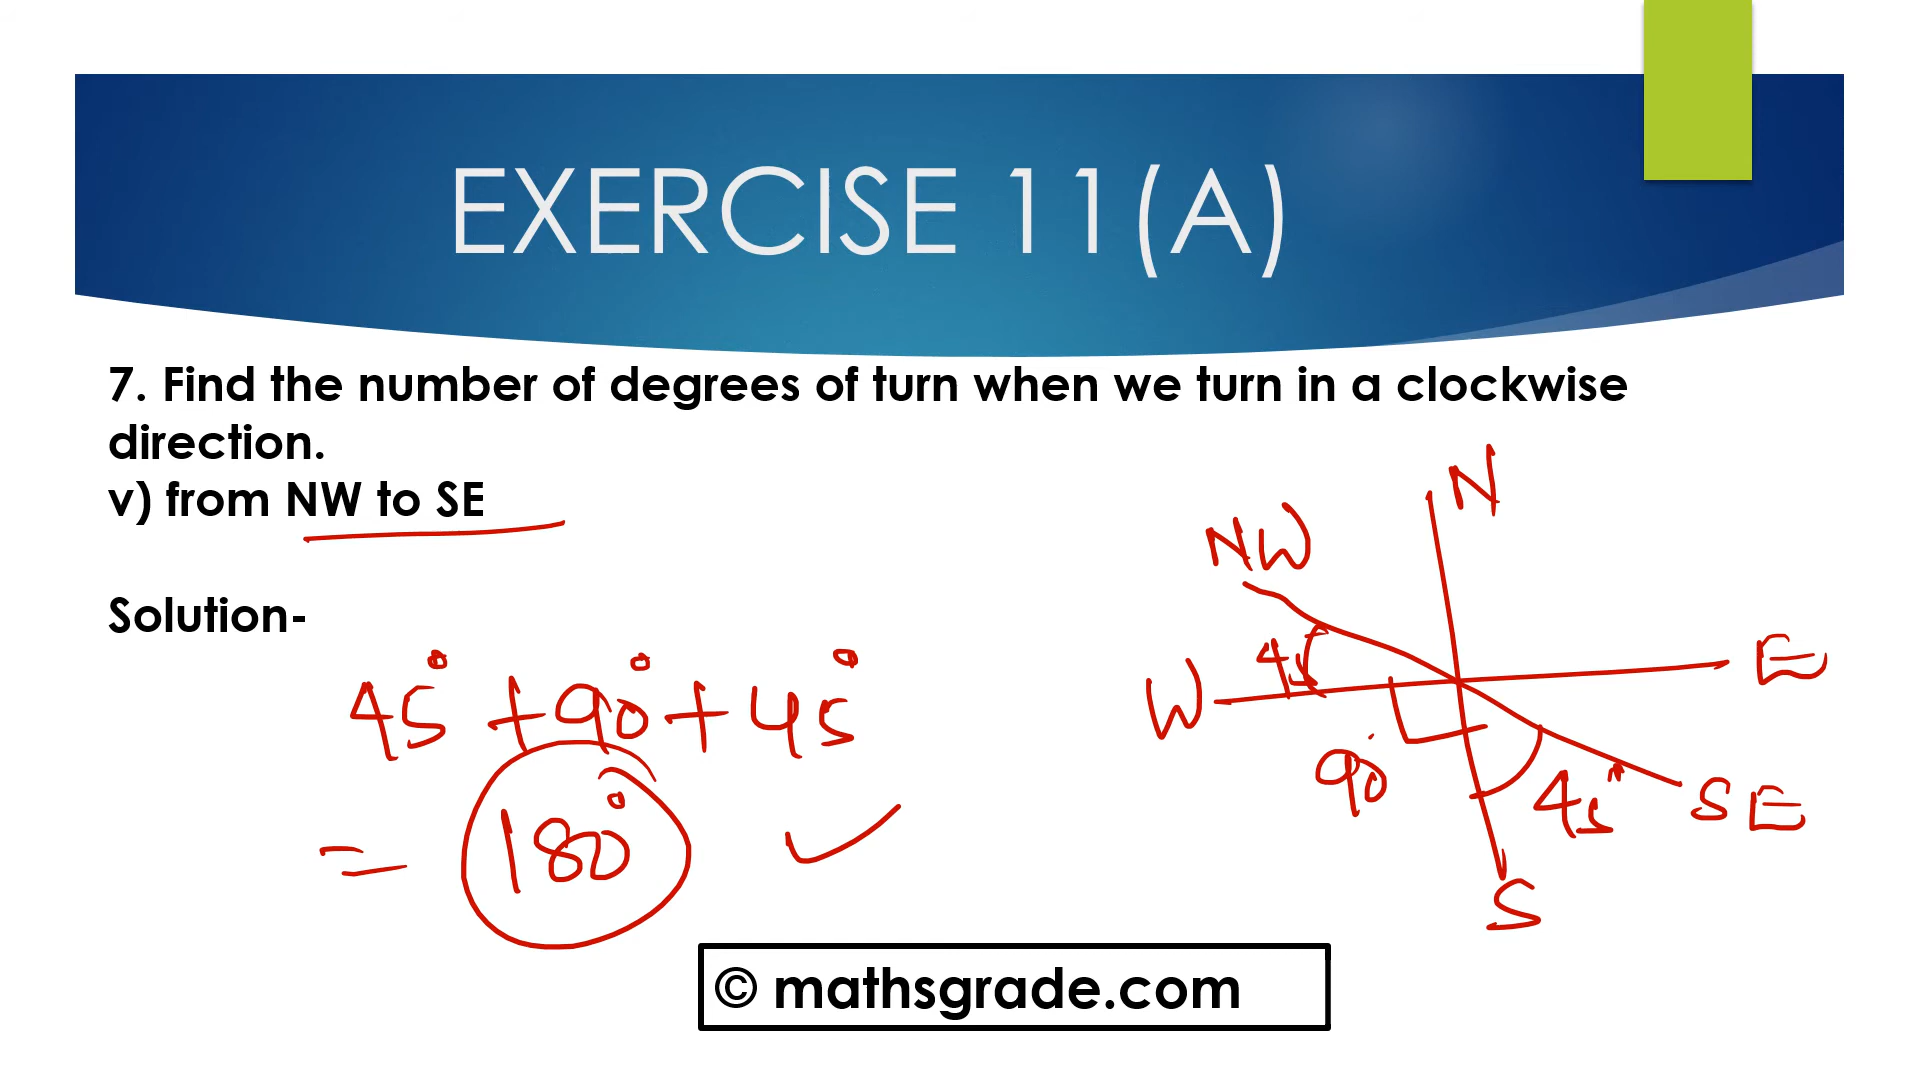 EXERCISE 11(A)
7. Find the number of degrees of turn when we turn in a clockwise
direction.
v) from NW to SE
Solution-
45° + 90° + 45°
= 180°
N
NW
E
45
W
90°
45°
SE
S
© mathsgrade.com